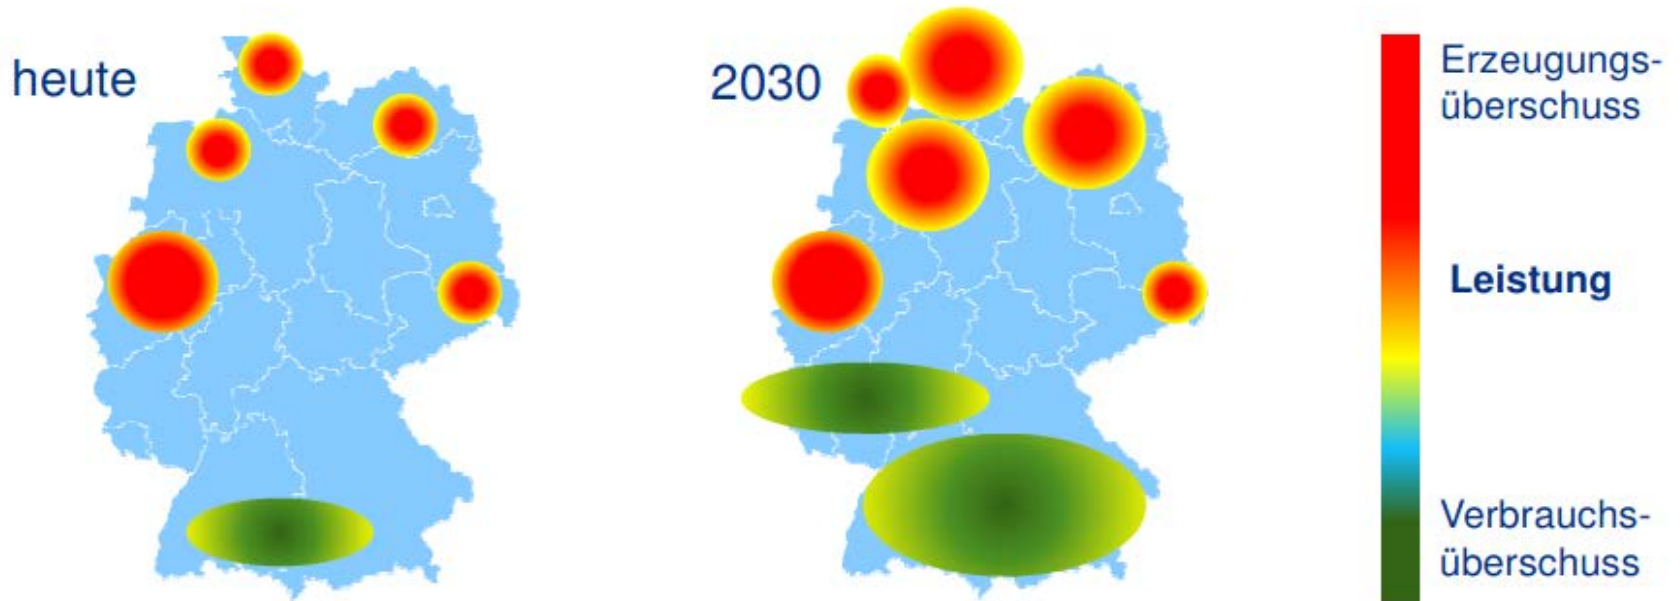 heute
2030
Erzeugungs-
überschuss
Leistung
Verbrauchs-
überschuss